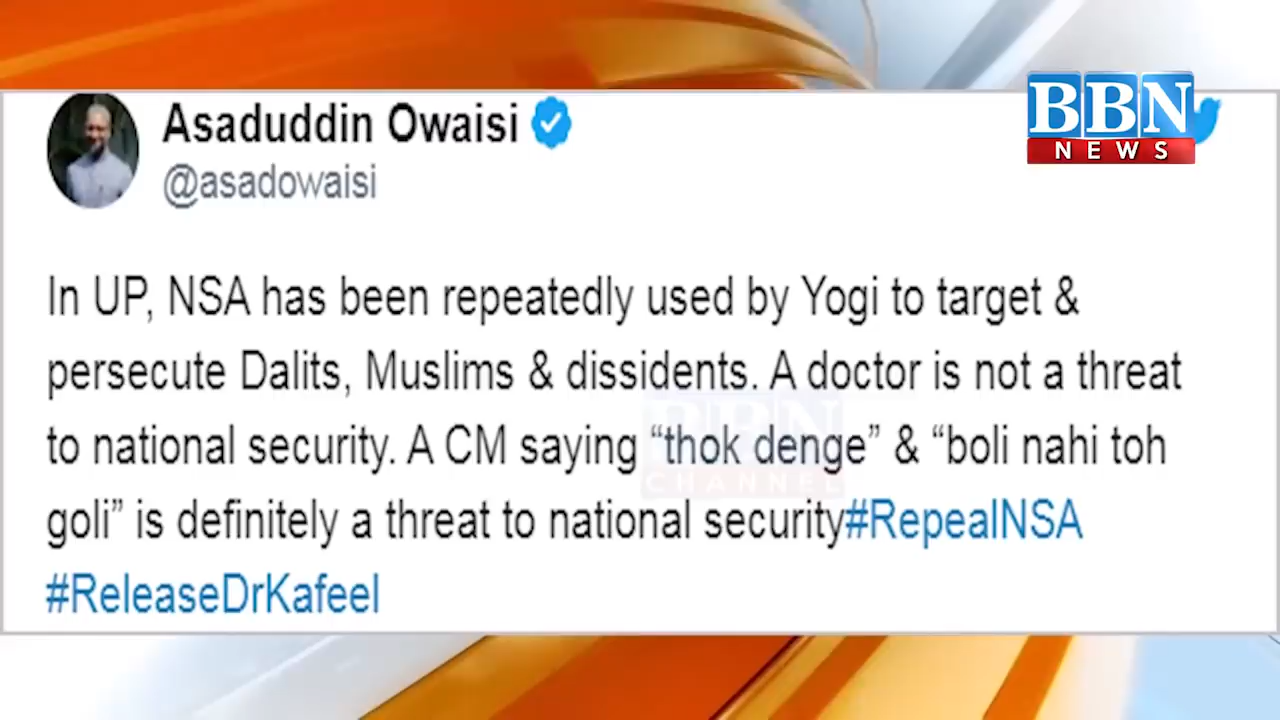 Asaduddin Owaisi
@asadowaisi
BBN
NEWS
In UP, NSA has been repeatedly used by Yogi to target &
persecute Dalits, Muslims & dissidents. A doctor is not a threat
to national security. A CM saying “thok denge” & “boli nahi toh
goli” is definitely a threat to national security#RepealNSA
#ReleaseDrKafeel
BBN
CHANNEL